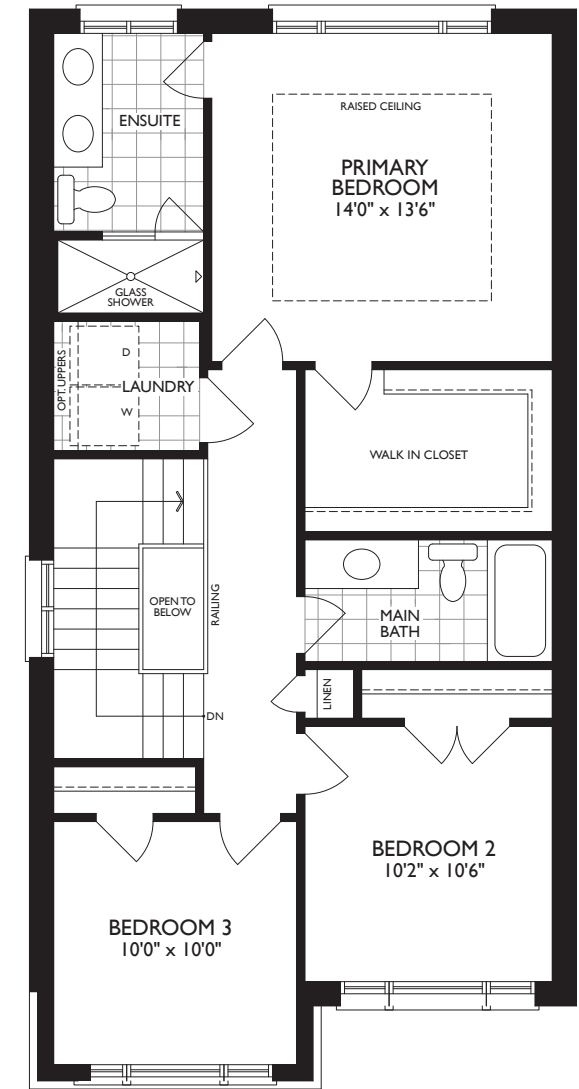 ENSUITE
RAISED CEILING
PRIMARY
BEDROOM
14'0" x 13'6"
GLASS
SHOWER
OPT. UPPERS
D
LAUNDRY
W
WALK IN CLOSET
OPEN TO
BELOW
RAILING
MAIN
BATH
LINEN
DN
BEDROOM 2
10'2" x 10'6"
BEDROOM 3
10'0" x 10'0"